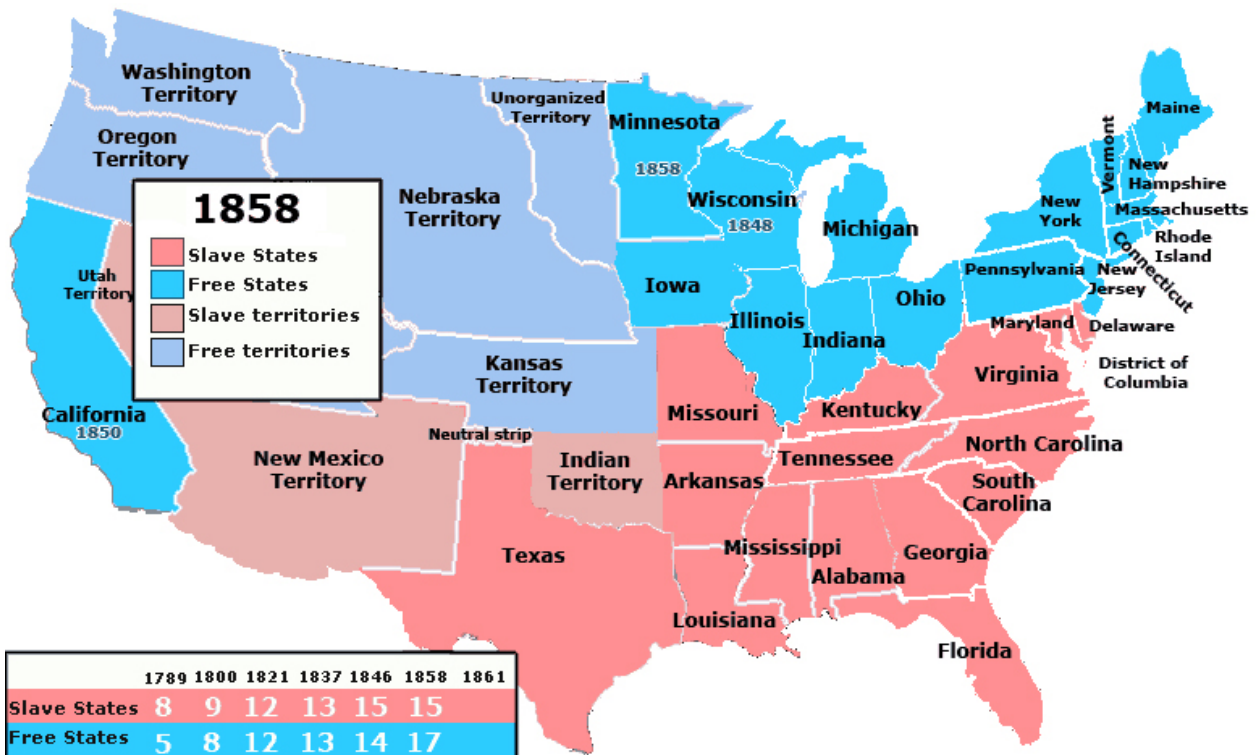 Washington
Territory
Oregon
Territory
Unorganized
Territory
Minnesota
1858
Nebraska
Territory
Wisconsin
1848
Michigan
Maine
Vermont
New
Hampshire
New
York
Massachusetts
Rhode
Island
Connecticut
Pennsylvania
New
Jersey
1858
Slave States
Free States
Slave territories
Free territories
Utah
Territory
Iowa
Illinois
Indiana
Ohio
Maryland
Delaware
District of
Columbia
Kansas
Territory
Missouri
Kentucky
Virginia
California
1850
New Mexico
Territory
Neutral strip
Indian
Territory
Arkansas
Tennessee
North Carolina
South
Carolina
Texas
Mississippi
Alabama
Georgia
Louisiana
Florida
1789 1800 1821 1837 1846 1858 1861
Slave States 8 9 12 13 15 15
Free States 5 8 12 13 14 17